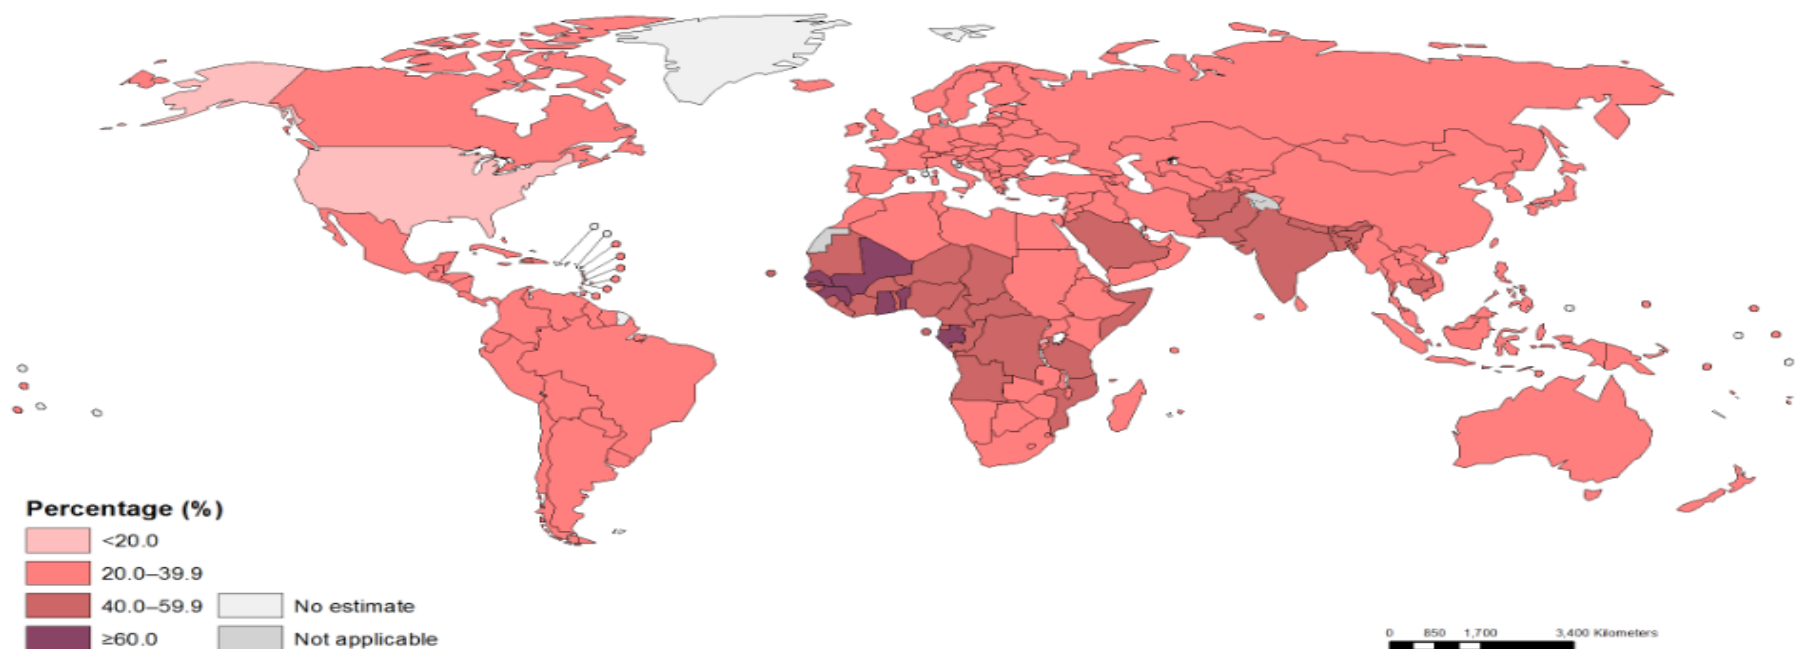 Percentage (%)
<20.0
20.0–39.9
40.0–59.9
≥60.0
No estimate
Not applicable
0 850 1,700 3,400 Kilometers